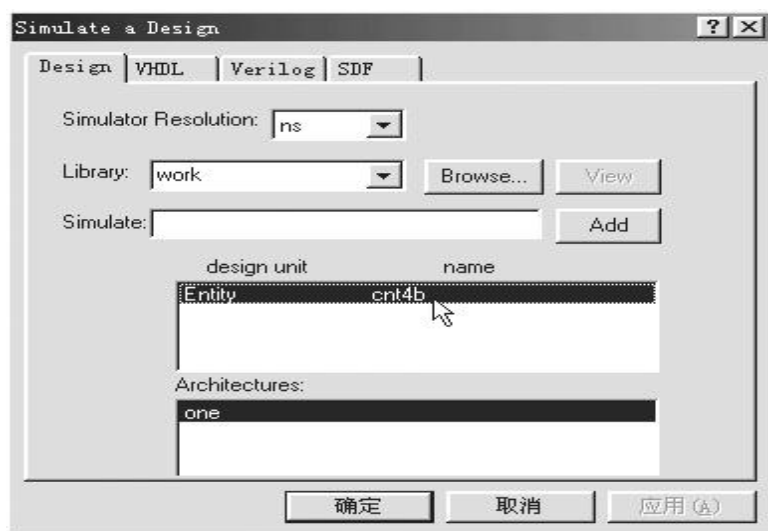 Simulate a Design
Design VHDL Verilog SDF
Simulator Resolution: ns
Library: work Browse... View
Simulate: Add
design unit name
Entity cnt4b
Architectures:
one
确定 取消 应用(A)